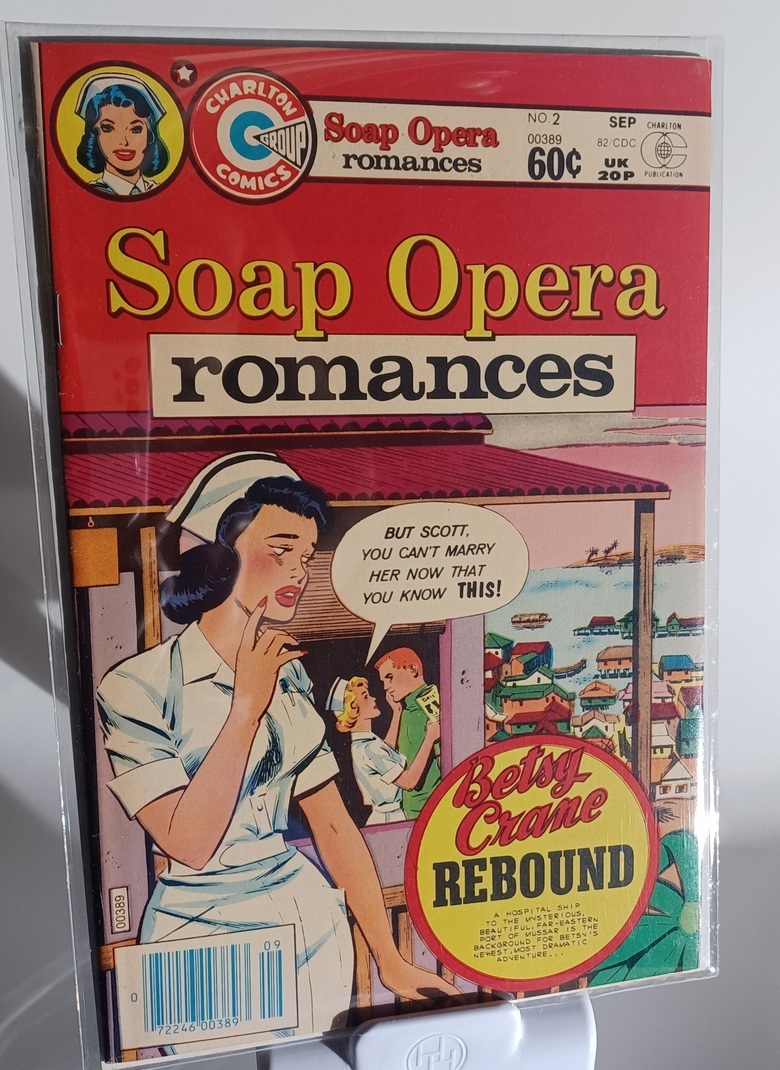 CHARLTON
COMICS
GROUP
Soap Opera
romances
NO.2
00389
60¢
SEP
82/CDC
UK
20P
CHARLTON
PUBLICATION
Soap Opera
romances
BUT SCOTT,
YOU CAN'T MARRY
HER NOW THAT
YOU KNOW THIS!
Betsy
Crane
REBOUND
A HOSPITAL SHIP
TO THE MYSTERIOUS,
BEAUTIFUL, FAR-EASTERN
PORT OF MUSSAR IS THE
BACKGROUND FOR BETSY'S
NEWEST, MOST DRAMATIC
ADVENTURE...
00389
09
0
72246 00389